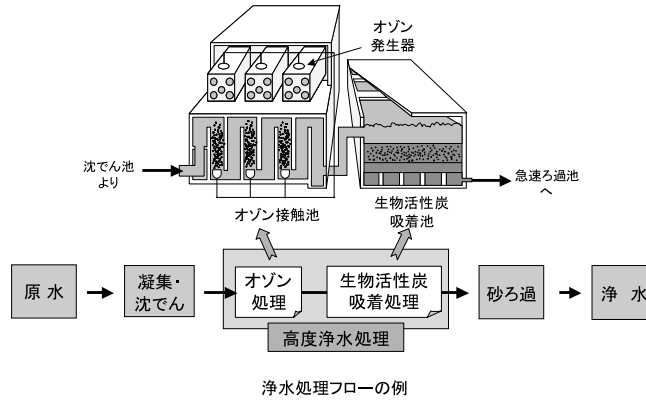 オゾン
発生器
沈でん池
より
急速ろ過池
へ
オゾン接触池
生物活性炭
吸着池
原 水
凝集・
沈でん
オゾン
処理
生物活性炭
吸着処理
砂ろ過
浄 水
高度浄水処理
浄水処理フローの例